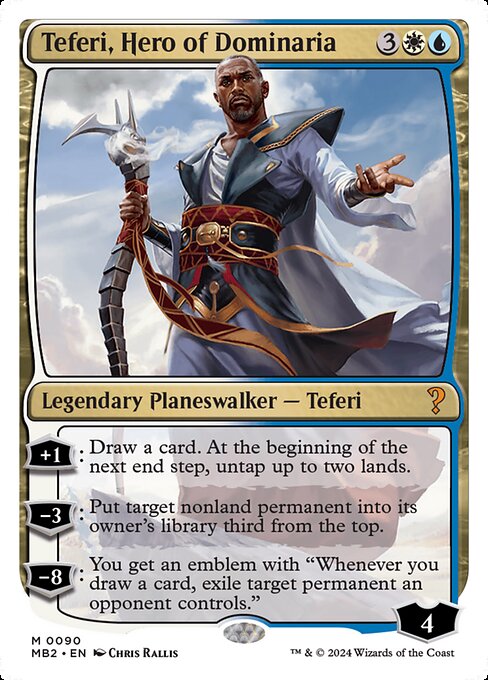 Teferi, Hero of Dominaria 3
Legendary Planeswalker — Teferi
+1 : Draw a card. At the beginning of the
next end step, untap up to two lands.
−3 : Put target nonland permanent into its
owner's library third from the top.
−8 : You get an emblem with “Whenever you
draw a card, exile target permanent an
opponent controls.”
4
M 0090
MB2 • EN Chris Rallis
™ & © 2024 Wizards of the Coast